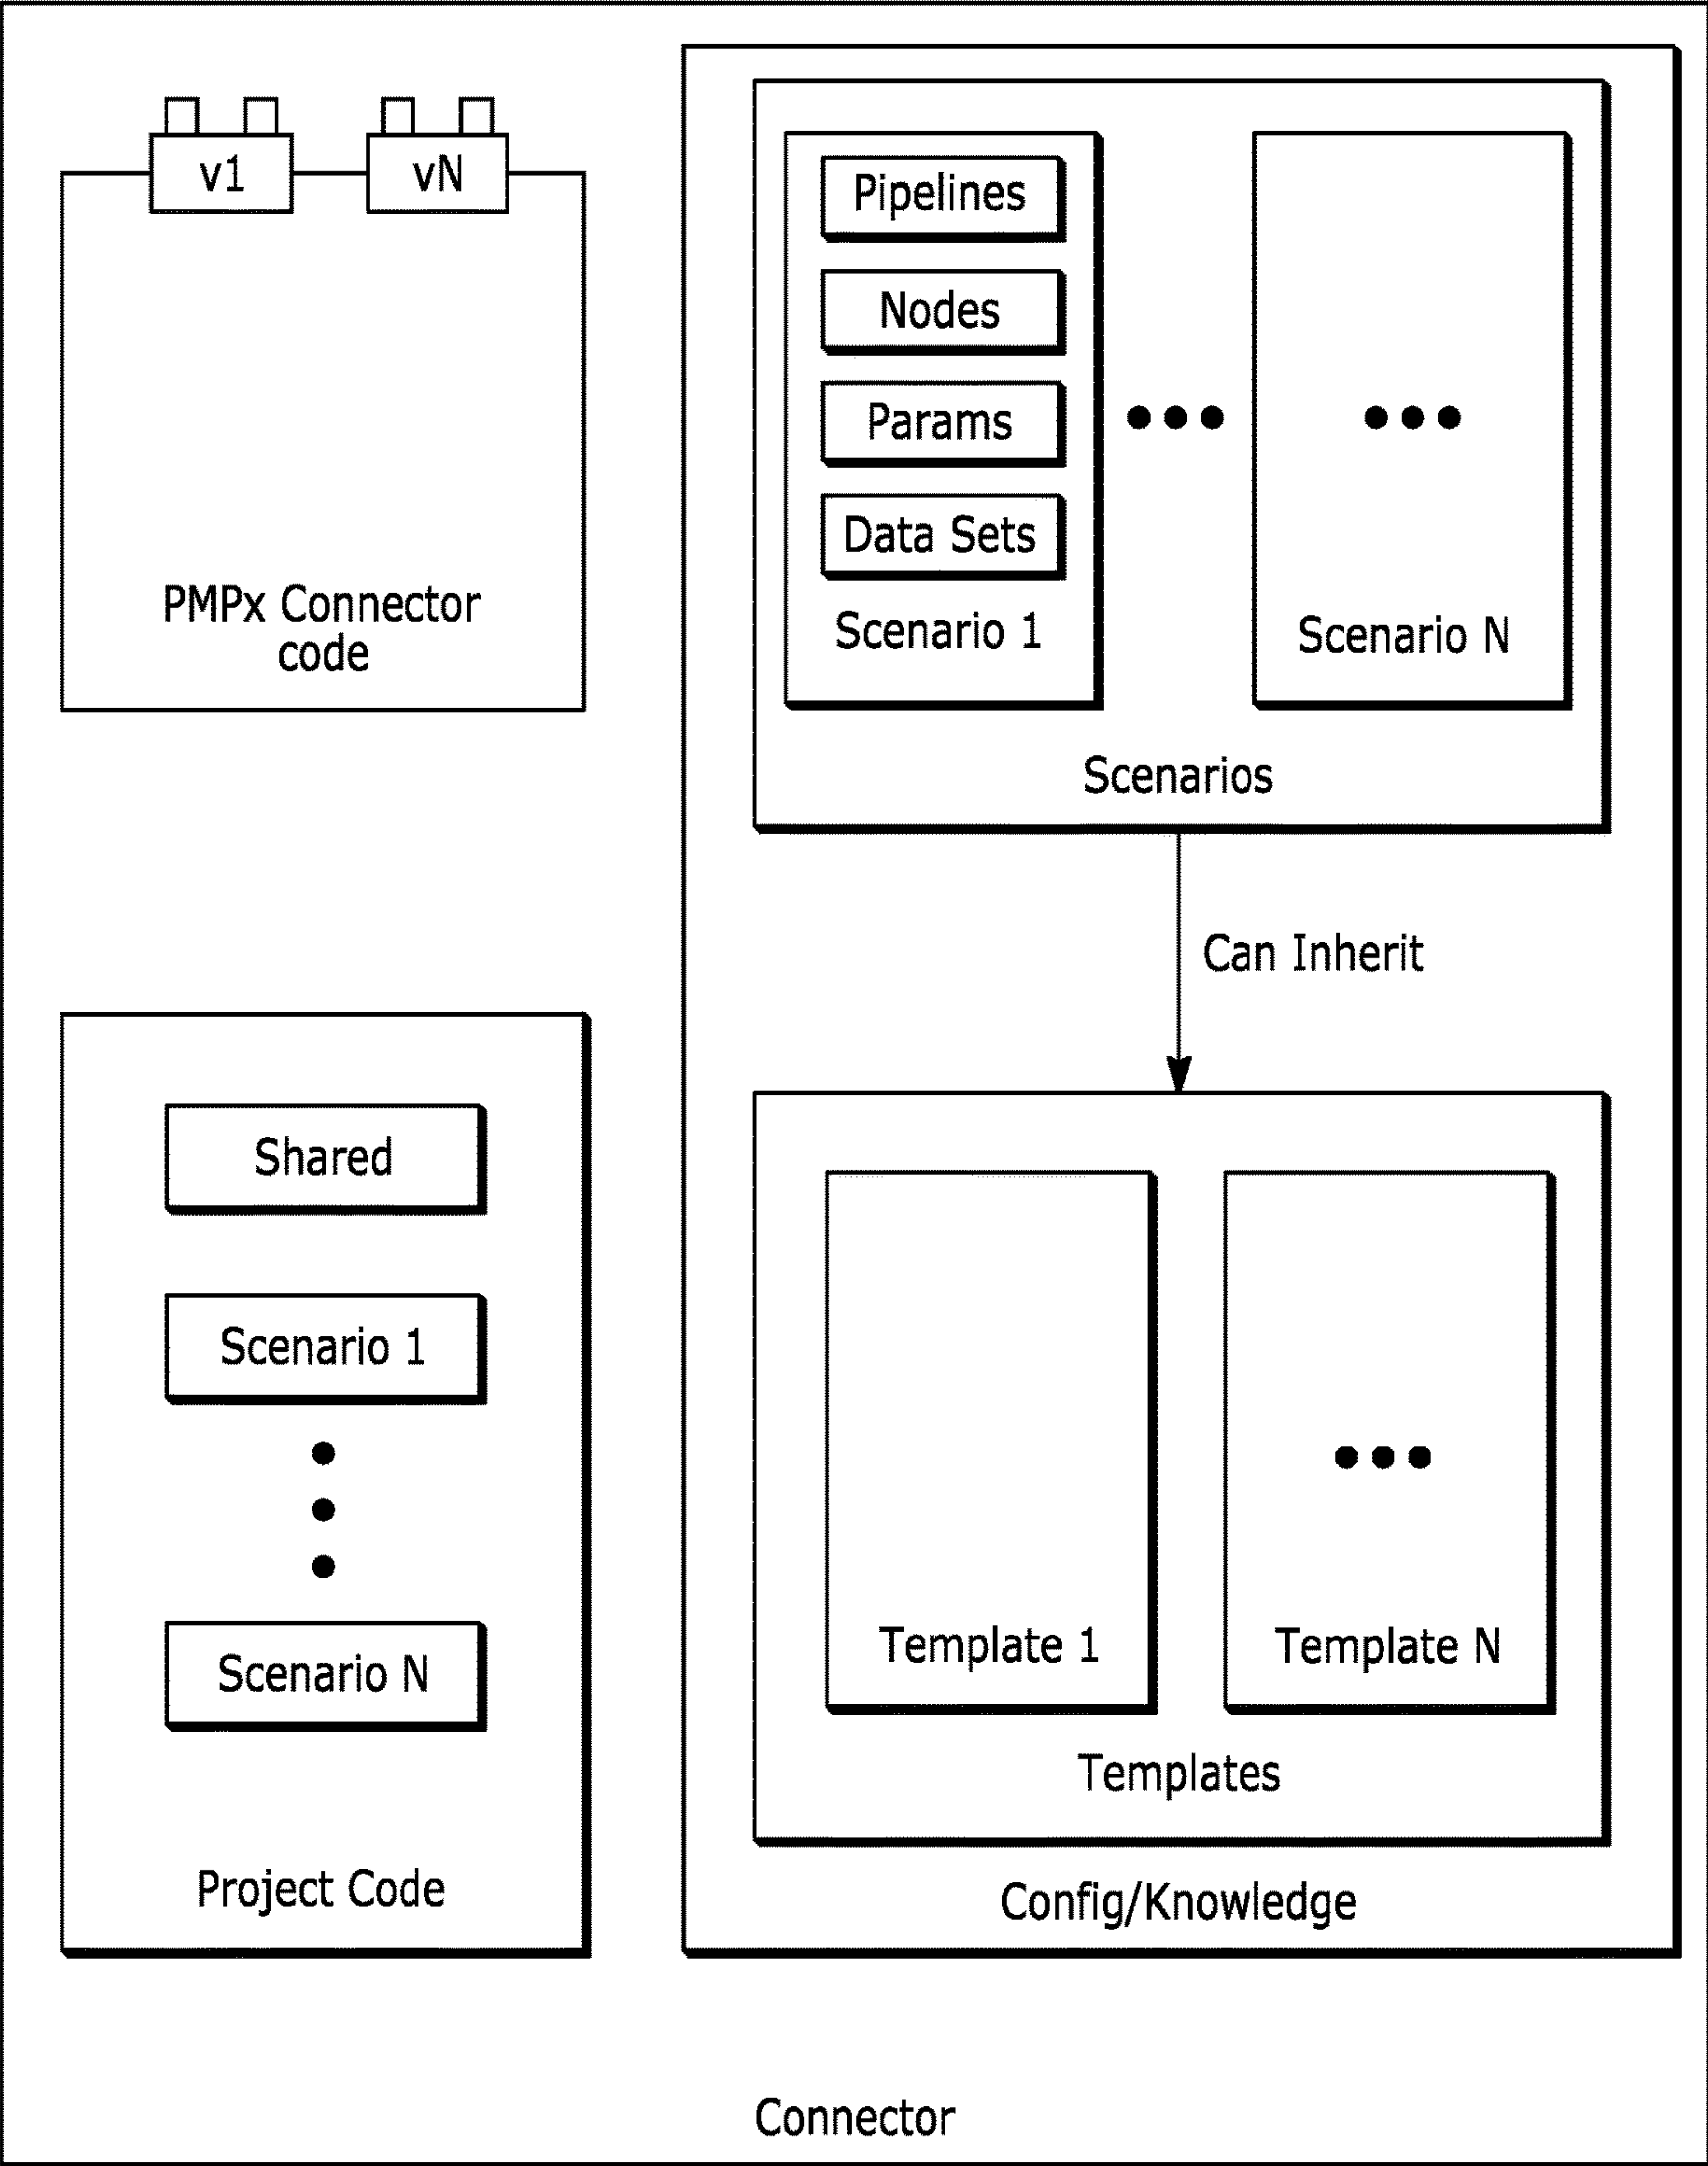 v1
vN
PMPx Connector
code
Pipelines
Nodes
Params
Data Sets
Scenario 1
Scenario N
Scenarios
Can Inherit
Shared
Scenario 1
Scenario N
Project Code
Template 1
Template N
Templates
Config/Knowledge
Connector